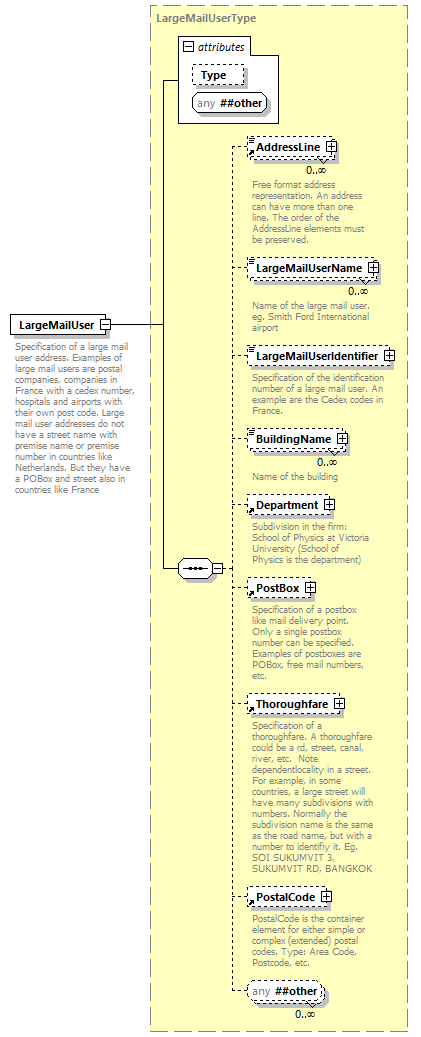 LargeMailUserType
attributes
Type
any ##other
AddressLine
0..∞
Free format address
representation. An address
can have more than one
line. The order of the
AddressLine elements must
be preserved.
LargeMailUserName
0..∞
Name of the large mail user.
eg. Smith Ford International
airport
LargeMailUser
Specification of a large mail
user address. Examples of
large mail users are postal
companies, companies in
France with a cedex number,
hospitals and airports with
their own post code. Large
mail user addresses do not
have a street name with
premise name or premise
number in countries like
Netherlands. But they have
a POBox and street also in
countries like France
LargeMailUserIdentifier
Specification of the identification
number of a large mail user. An
example are the Cedex codes in
France.
BuildingName
0..∞
Name of the building
Department
Subdivision in the firm:
School of Physics at Victoria
University (School of
Physics is the department)
PostBox
Specification of a postbox
like mail delivery point.
Only a single postbox
number can be specified.
Examples of postboxes are
POBox, free mail numbers,
etc.
Thoroughfare
Specification of a
thoroughfare. A thoroughfare
could be a rd, street, canal,
river, etc.  Note
dependentlocality in a street.
For example, in some
countries, a large street will
have many subdivisions with
numbers. Normally the
subdivision name is the same
as the road name, but with a
number to identifiy it. Eg.
SOI SUKUMVIT 3,
SUKUMVIT RD, BANGKOK
PostalCode
PostalCode is the container
element for either simple or
complex (extended) postal
codes. Type: Area Code,
Postcode, etc.
any ##other
0..∞